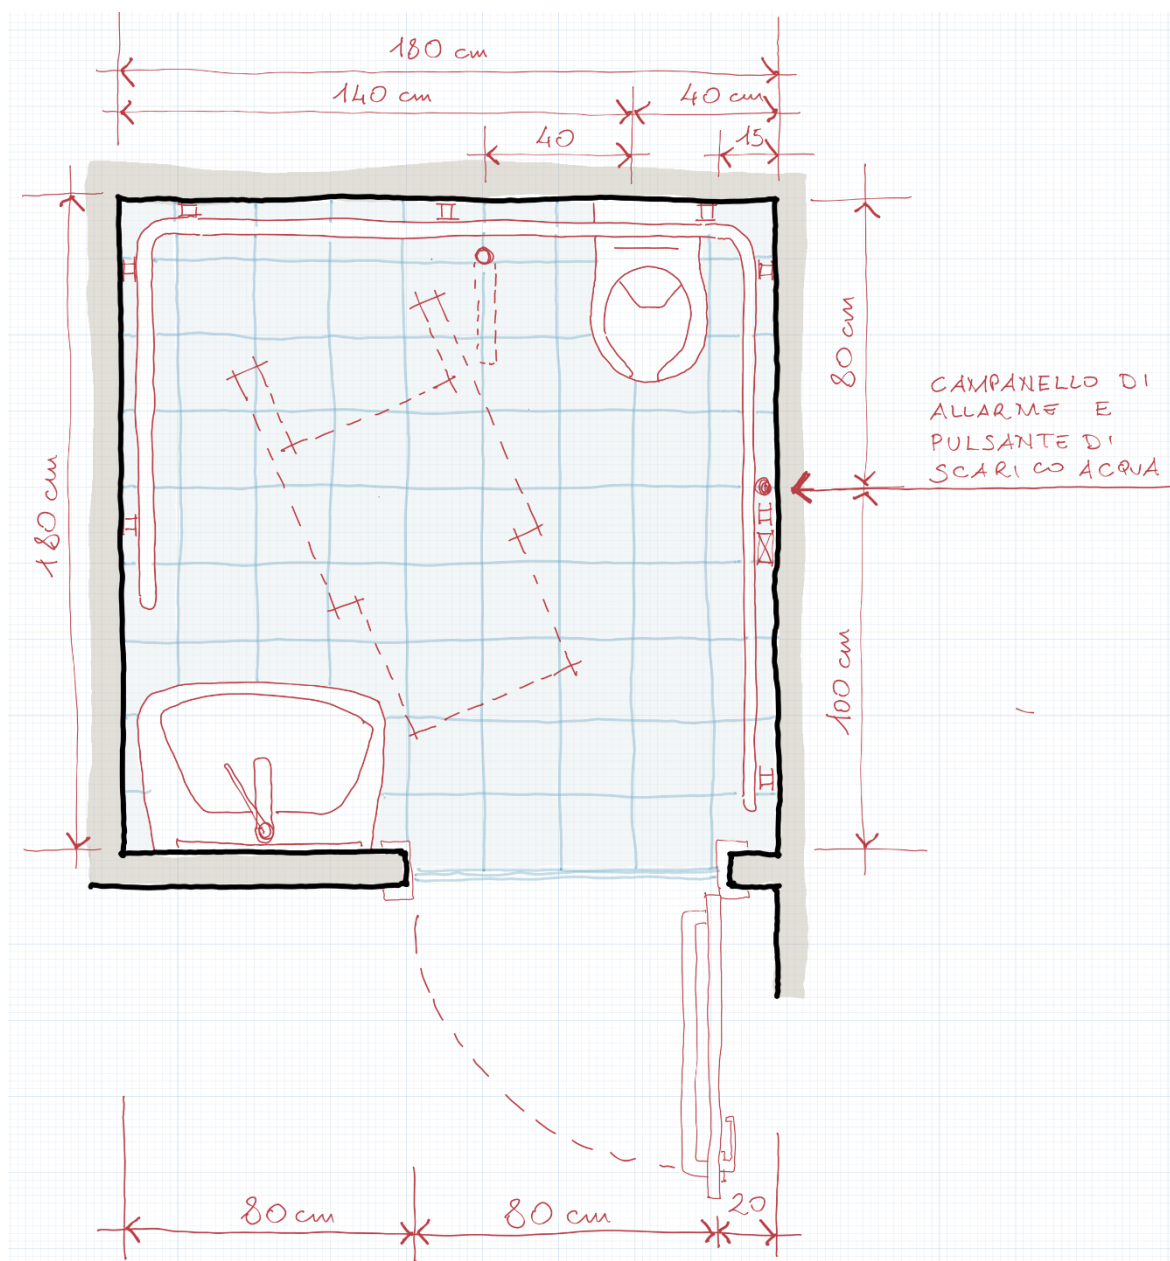 180 cm
140 cm
40 cm
40
15
80 cm
CAMPANELLO DI
ALLARME E
PULSANTE DI
SCARICO ACQUA
180 cm
100 cm
80 cm
80 cm
20